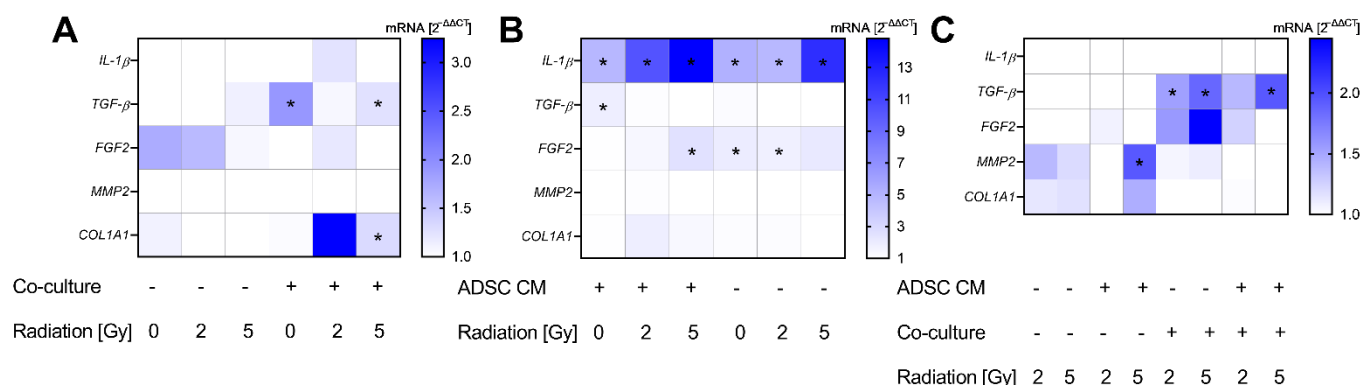 A
mRNA [2^-ΔΔCT]
IL-1β
TGF-β
FGF2
MMP2
COL1A1
* *
*
3.0
2.5
2.0
1.5
1.0
Co-culture - - - + + +
Radiation [Gy] 0 2 5 0 2 5
B
mRNA [2^-ΔΔCT]
IL-1β * * * * * *
TGF-β *
FGF2 * * *
MMP2
COL1A1
13
11
9
7
5
3
1
ADSC CM + + + - - -
Radiation [Gy] 0 2 5 0 2 5
C
mRNA [2^-ΔΔCT]
IL-1β
TGF-β * * *
FGF2
MMP2 *
COL1A1
2.0
1.5
1.0
ADSC CM - - + + - - + +
Co-culture - - - - + + + +
Radiation [Gy] 2 5 2 5 2 5 2 5